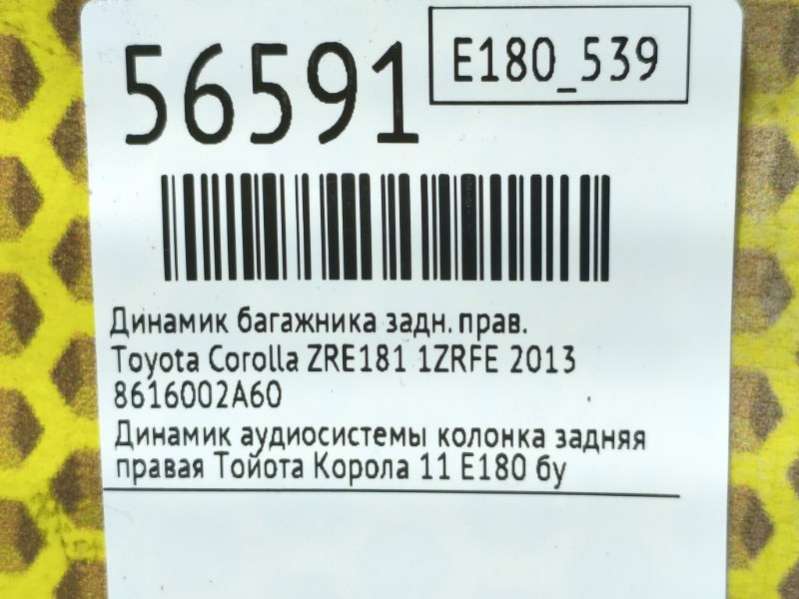 56591
E180_539
Динамик багажника задн. прав.
Toyota Corolla ZRE181 1ZRFE 2013
8616002A60
Динамик аудиосистемы колонка задняя
правая Тойота Корола 11 E180 бу